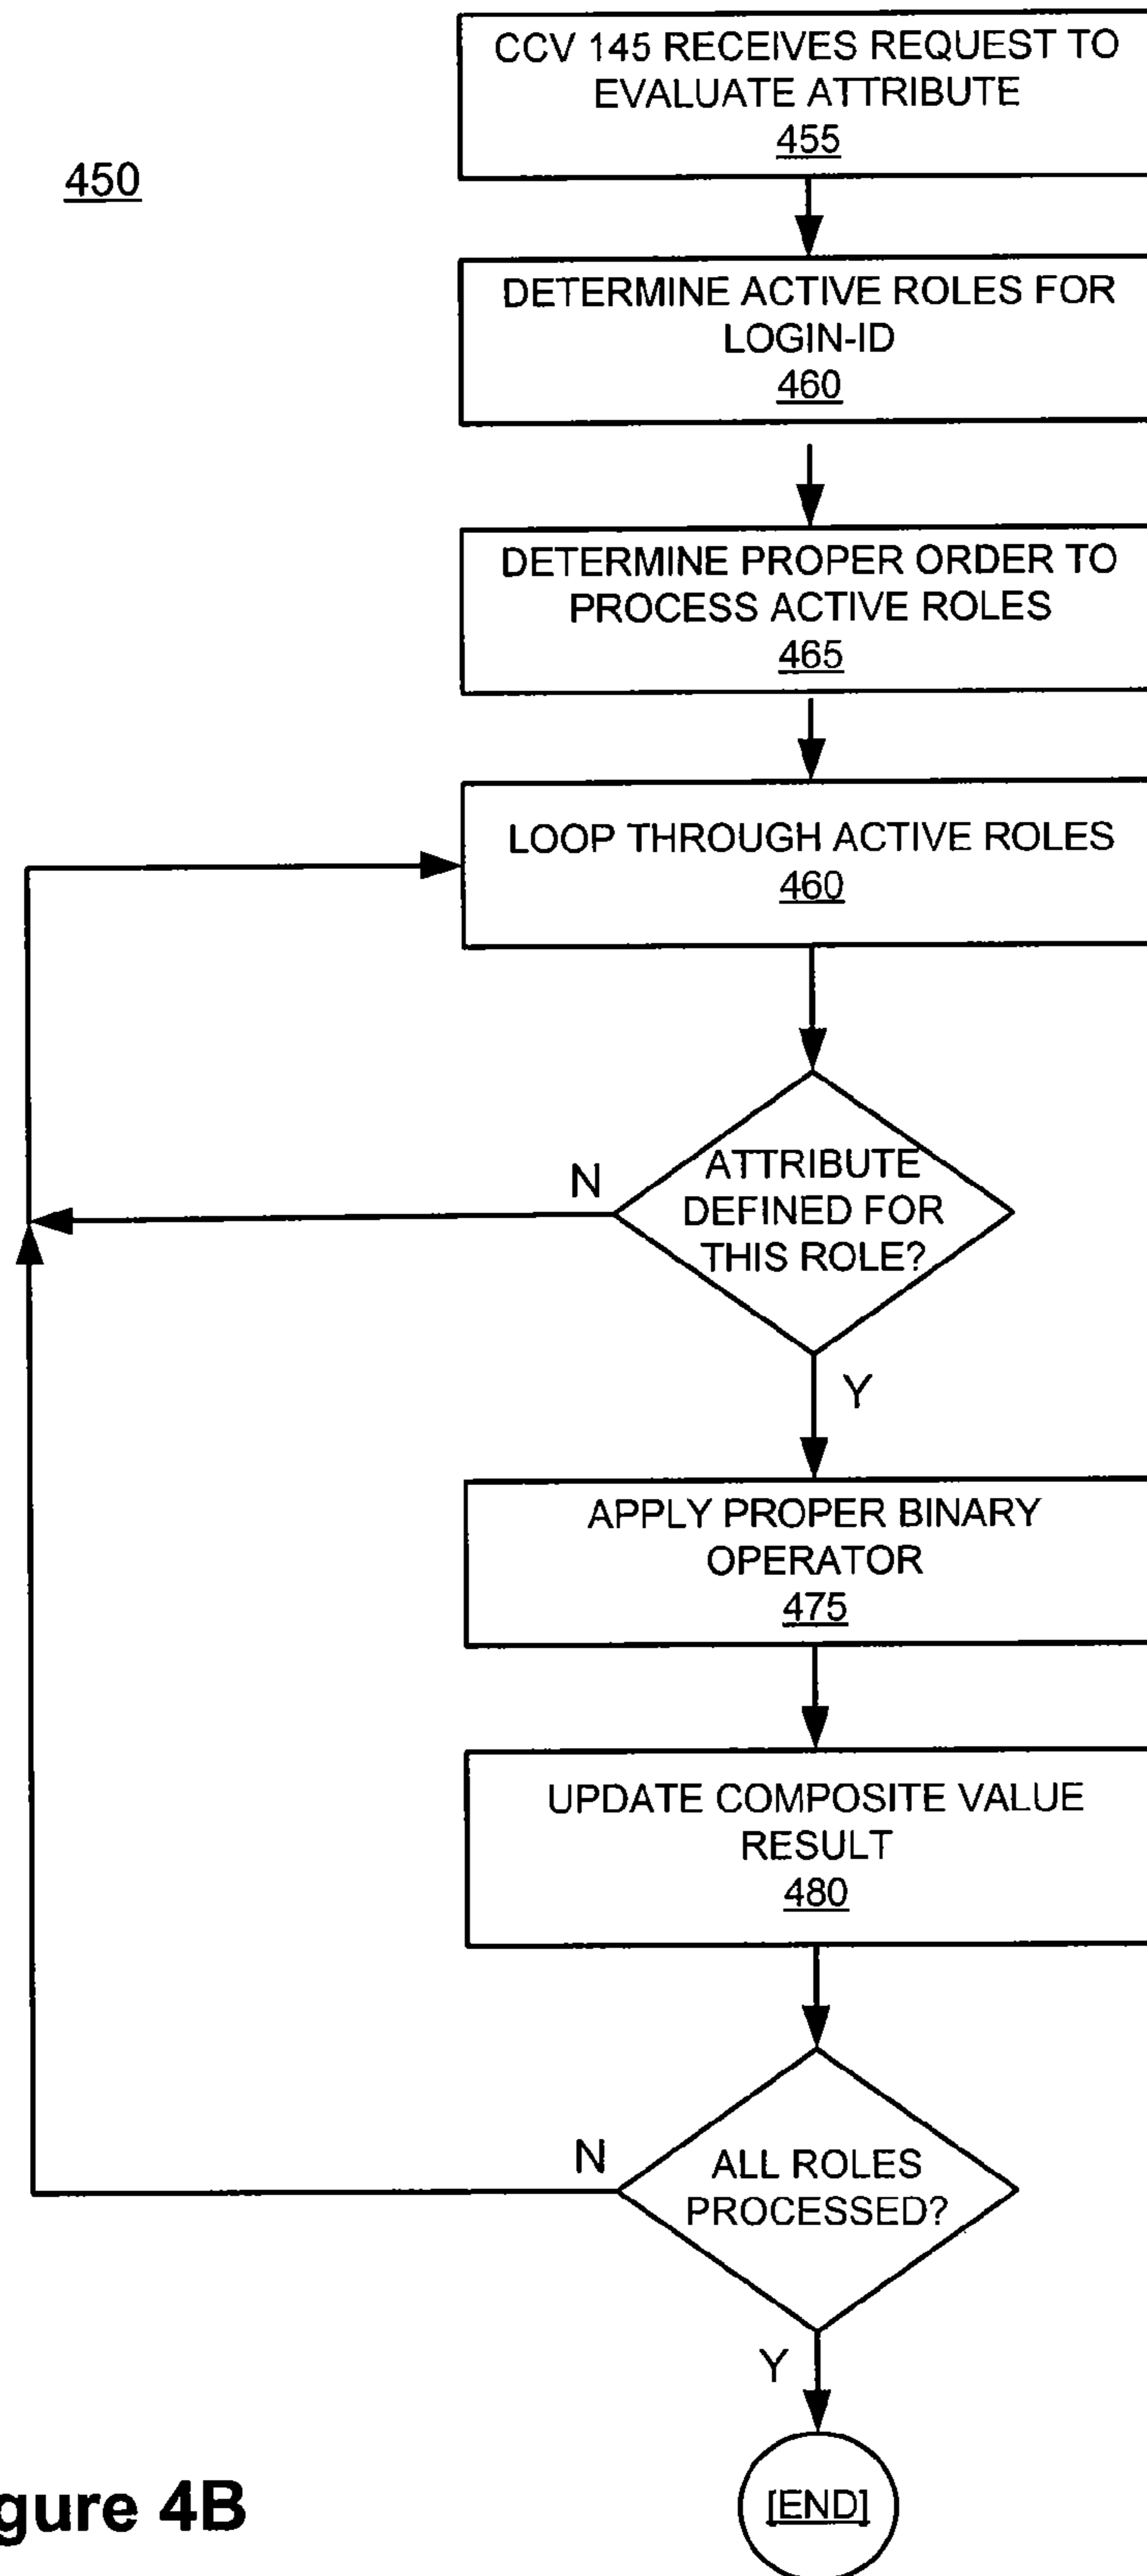 CCV 145 RECEIVES REQUEST TO
EVALUATE ATTRIBUTE
455
450
DETERMINE ACTIVE ROLES FOR
LOGIN-ID
460
DETERMINE PROPER ORDER TO
PROCESS ACTIVE ROLES
465
LOOP THROUGH ACTIVE ROLES
460
N
ATTRIBUTE
DEFINED FOR
THIS ROLE?
Y
APPLY PROPER BINARY
OPERATOR
475
UPDATE COMPOSITE VALUE
RESULT
480
N
ALL ROLES
PROCESSED?
Y
[END]
gure 4B